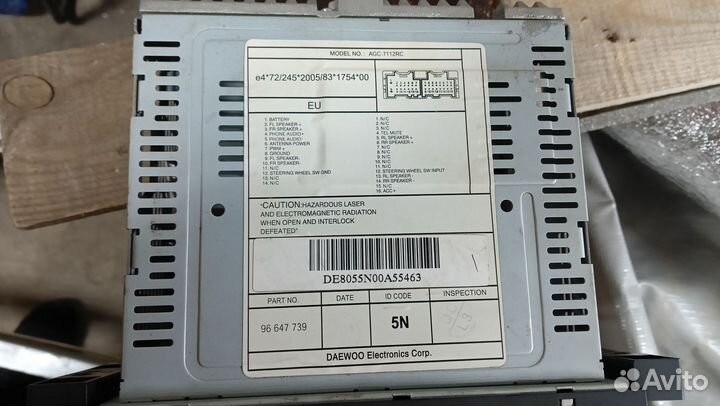 MODEL NO.: AGC-7112RC
e4*72/245*2005/83*1754*00
EU
1. BATTERY
2. FL SPEAKER +
3. FR SPEAKER +
4. PHONE AUDIO+
5. PHONE AUDIO-
6. ANTENNA POWER
7. PWM +
8. GROUND
9. FL SPEAKER-
10. FR SPEAKER-
11. N/C
12. STEERING WHEEL SW GND
13. N/C
14. N/C
1. N/C
2. N/C
3. N/C
4. TEL MUTE
5. RL SPEAKER+
6. RR SPEAKER+
7. N/C
8. N/C
9. N/C
10. N/C
11. N/C
12. STEERING WHEEL SW INPUT
13. RL SPEAKER -
14. RR SPEAKER -
15. N/C
16. ACC +
"CAUTION:HAZARDOUS LASER
AND ELECTROMAGNETIC RADIATION
WHEN OPEN AND INTERLOCK
DEFEATED"
DE8055N00A55463
PART NO. DATE ID CODE INSPECTION
96 647 739 5N
DAEWOO Electronics Corp.
Avito